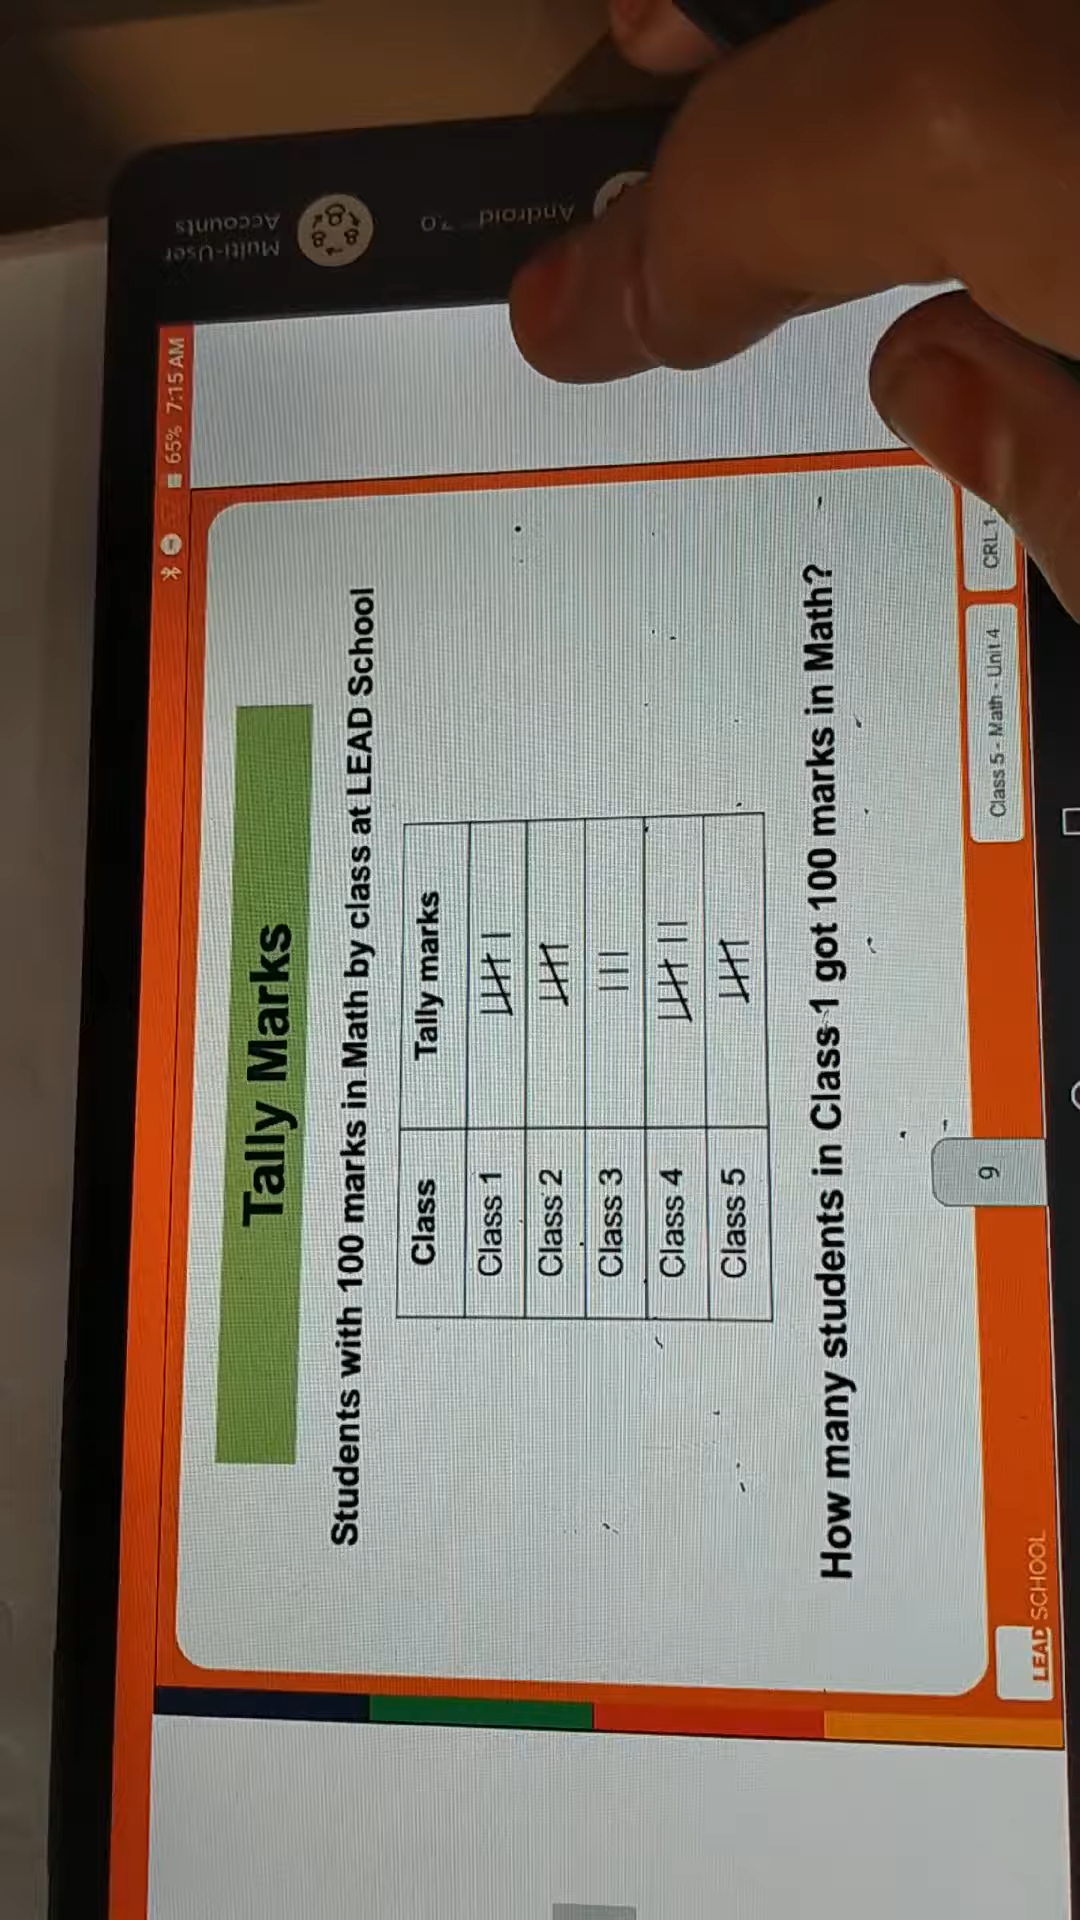 Multi-User
Accounts
Android
7.0
65% 7:15 AM
Tally Marks
Students with 100 marks in Math by class at LEAD School
Class Tally marks
Class 1
Class 2
Class 3
Class 4
Class 5
How many students in Class 1 got 100 marks in Math?
LEAD SCHOOL
9
Class 5 - Math - Unit 4
CRL 1